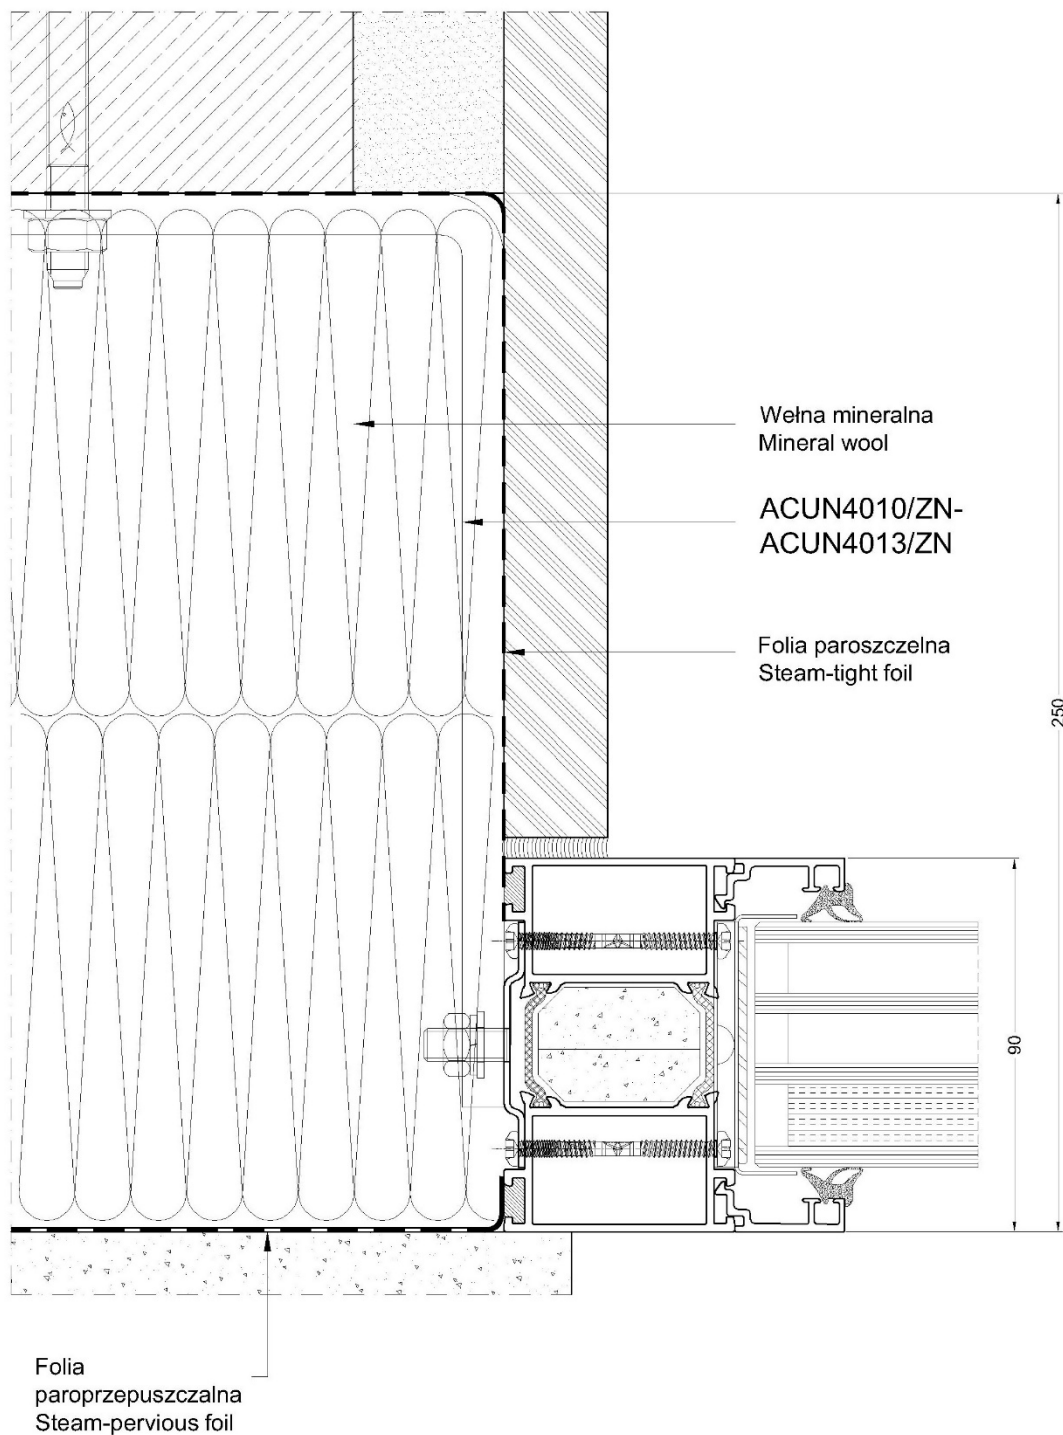 Wełna mineralna
Mineral wool
ACUN4010/ZN-
ACUN4013/ZN
Folia paroszczelna
Steam-tight foil
250
90
Folia
paroprzepuszczalna
Steam-pervious foil